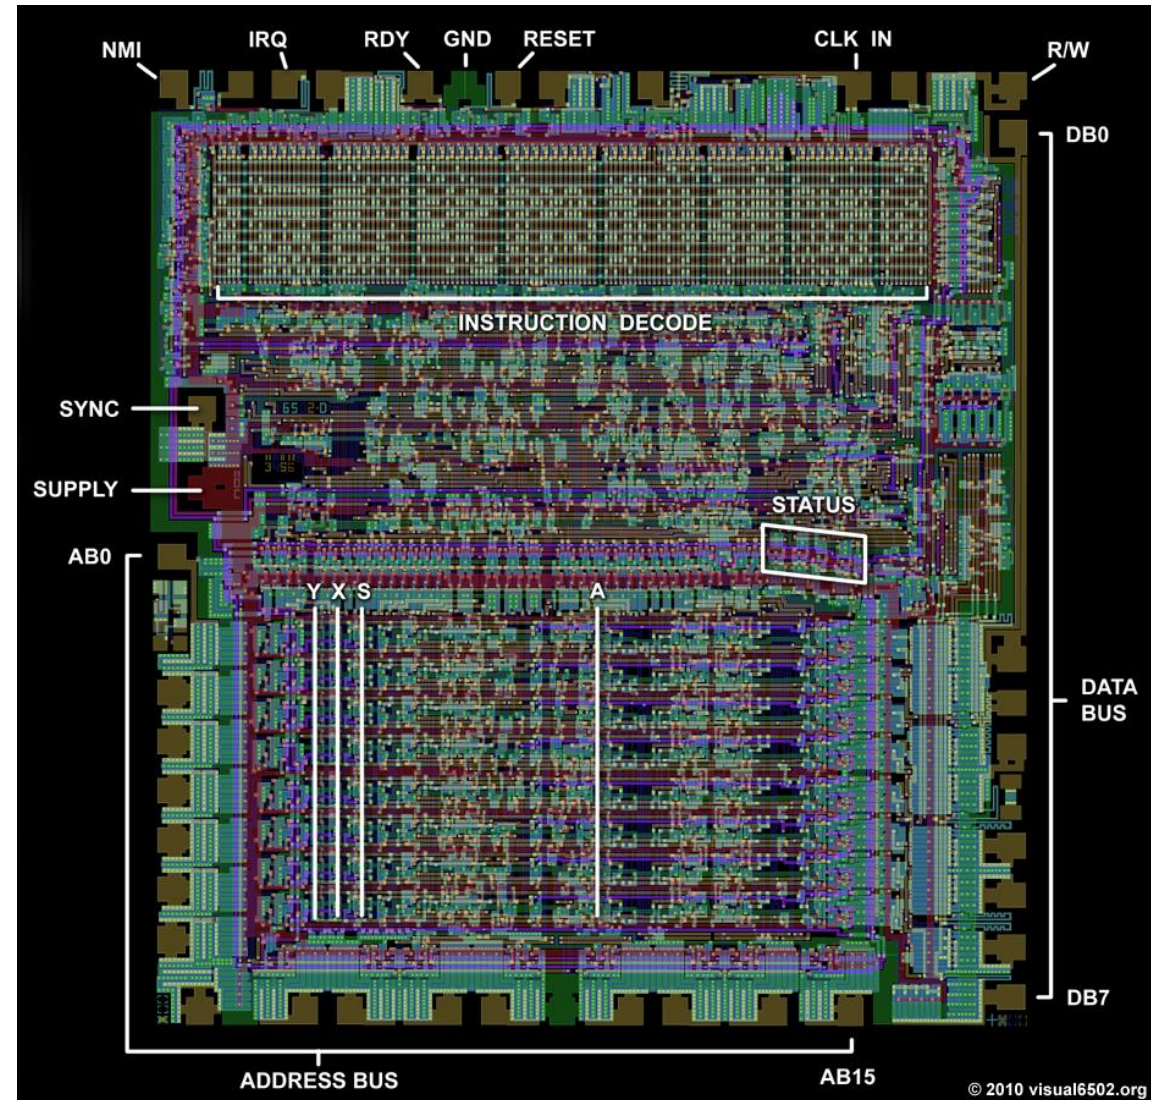 NMI
IRQ
RDY
GND
RESET
CLK IN
R/W
DB0
INSTRUCTION DECODE
SYNC
SUPPLY
STATUS
AB0
Y X S
A
DATA
BUS
DB7
ADDRESS BUS
AB15
© 2010 visual6502.org